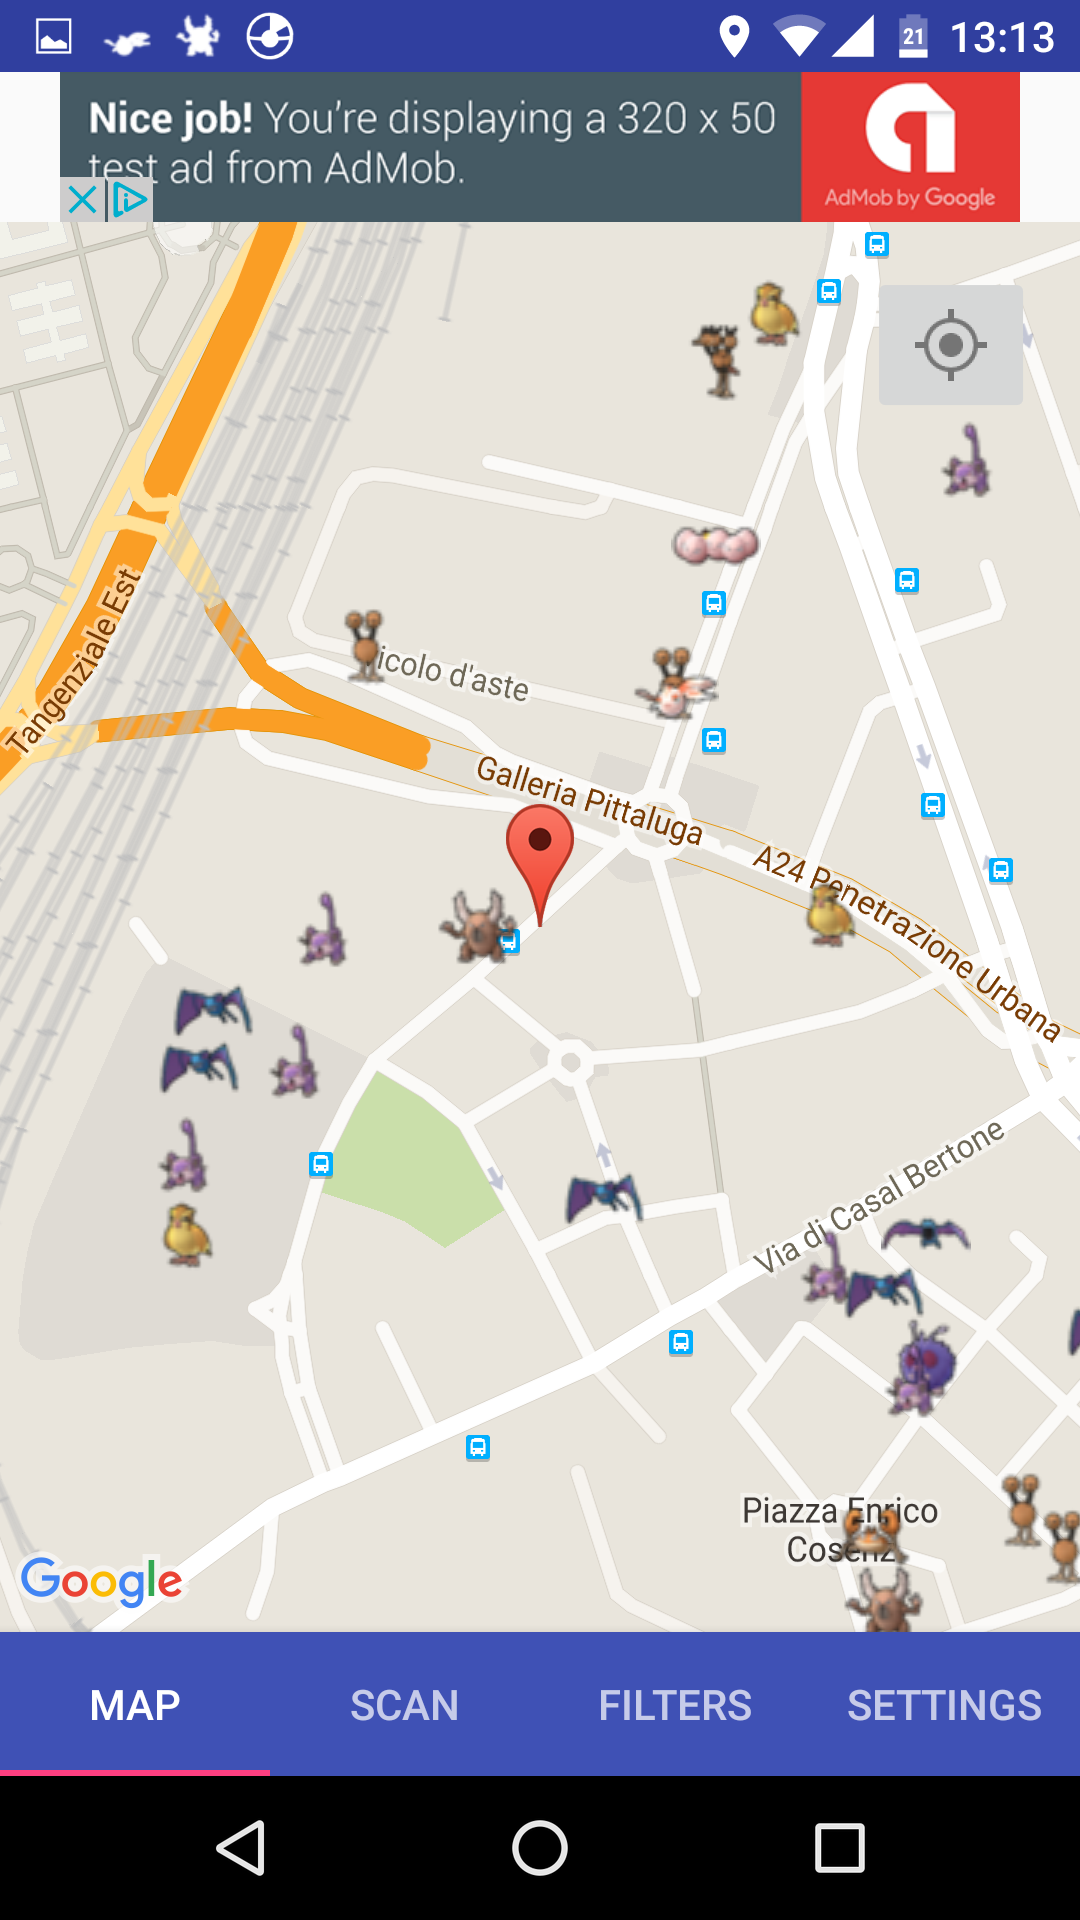 21 13:13
Nice job! You're displaying a 320 x 50
test ad from AdMob.
AdMob by Google
Tangenziale Est
icolo d'aste
Galleria Pittaluga
A24 Penetrazione Urbana
Via di Casal Bertone
Piazza Enrico
Cosenz
Google
MAP SCAN FILTERS SETTINGS